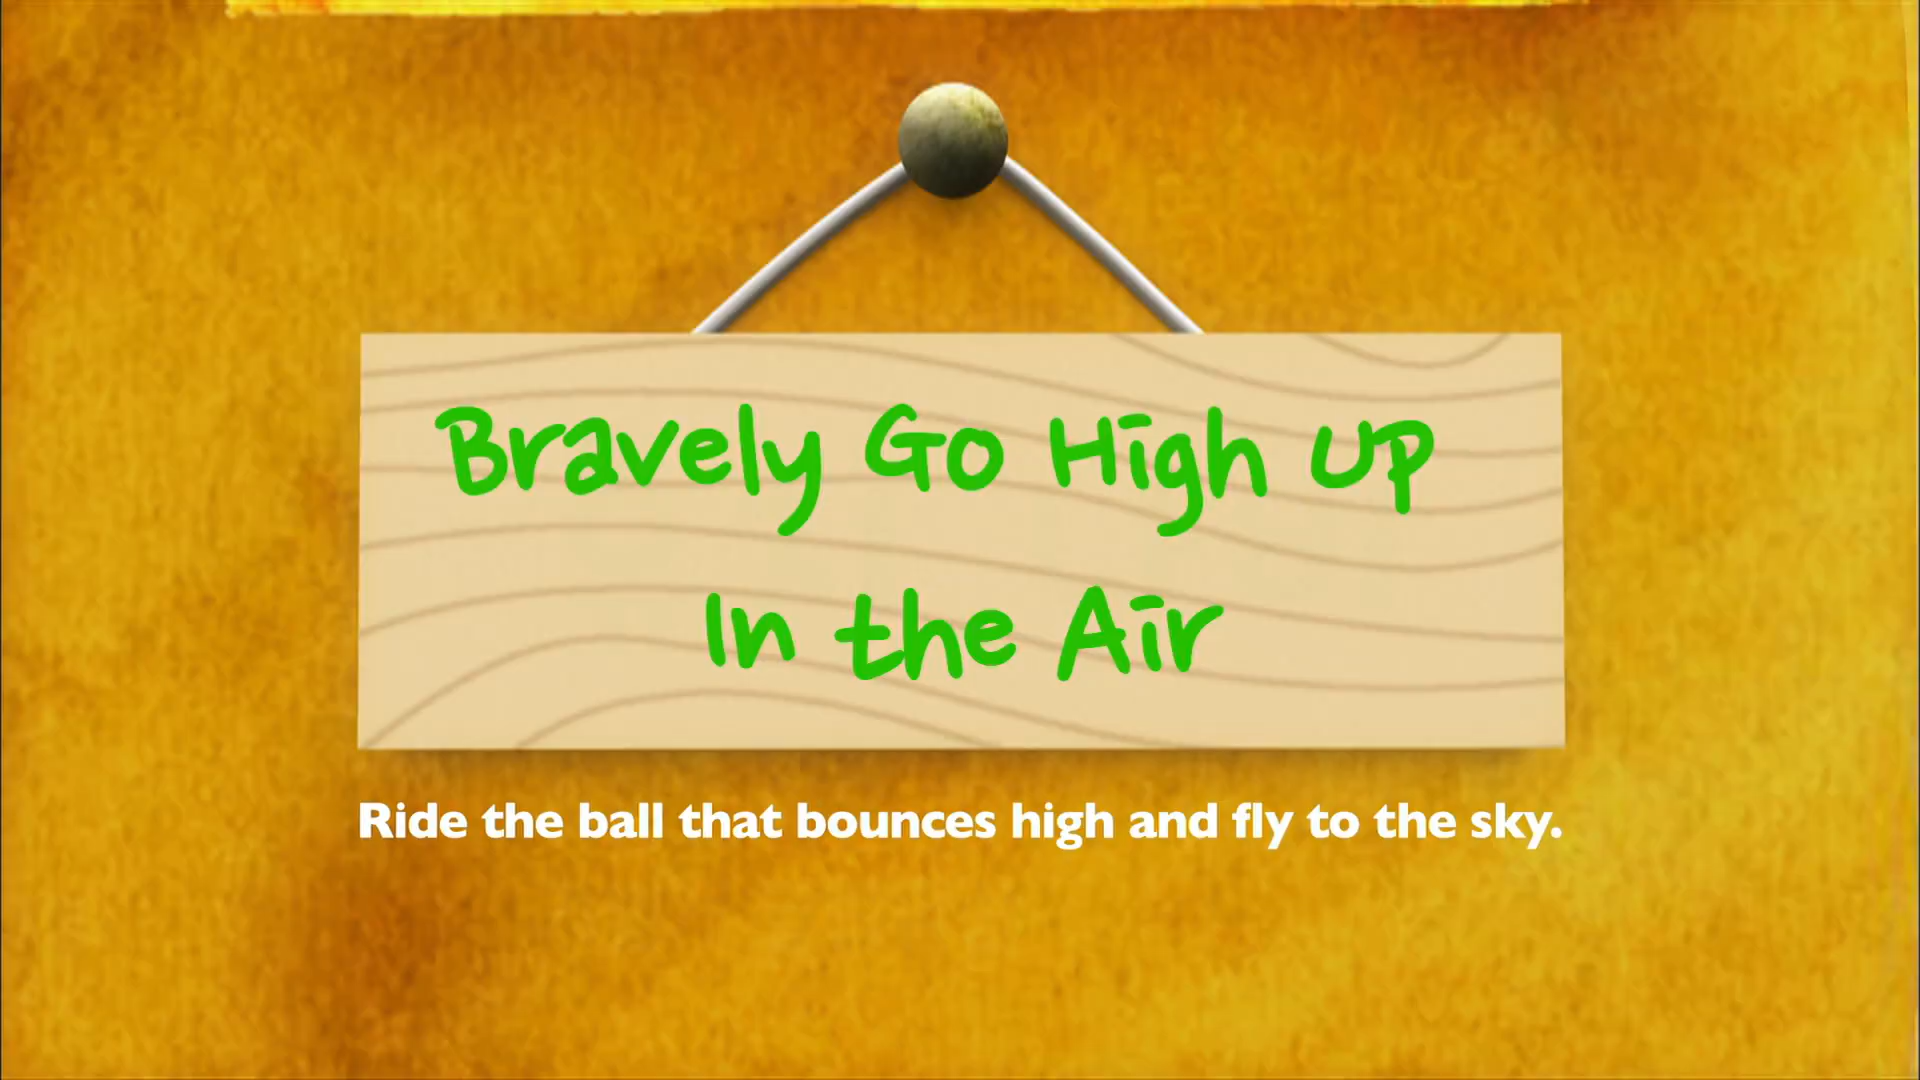 Bravely Go High Up
In the Air
Ride the ball that bounces high and fly to the sky.